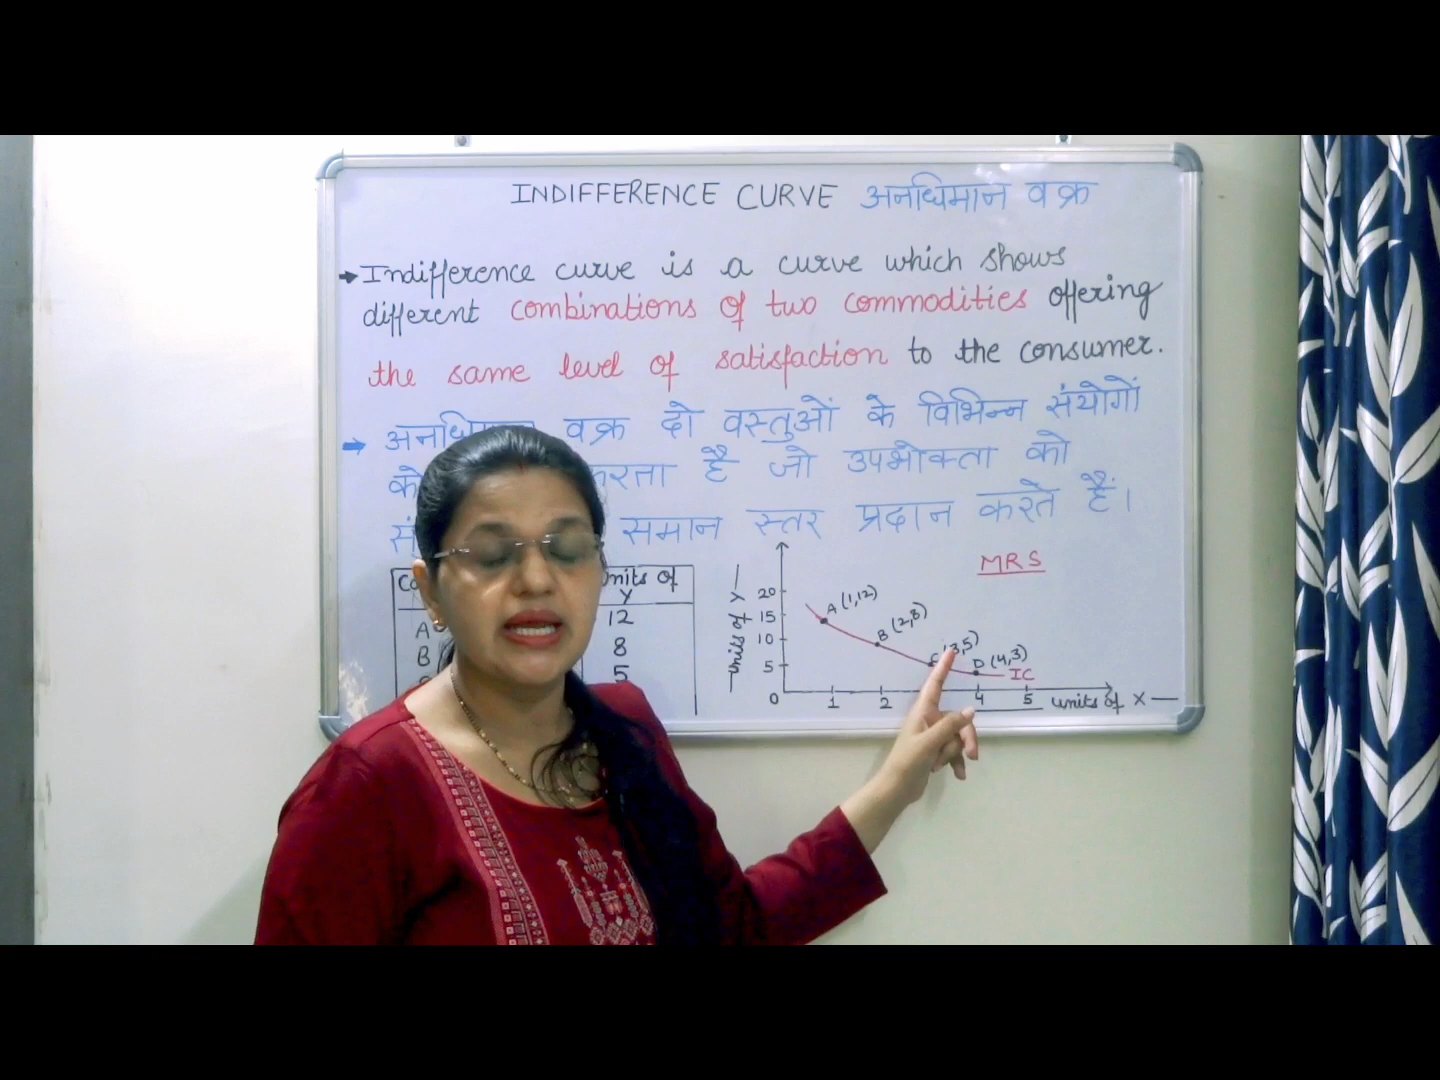 INDIFFERENCE CURVE अनधिमान वक्र
Indifference curve is a curve which shows
different combinations of two commodities offering
the same level of satisfaction to the consumer.
अनधिमान वक्र दो वस्तुओं के विभिन्न संयोगों
को करता है जो उपभोक्ता को
समान स्तर प्रदान करते हैं।
MRS
units of
Y
A 12
B 8
5
units of Y
20
15
10
5
0
A (1,12)
B (2,8)
C (3,5)
D (4,3)
IC
1 2 4 5 units of X